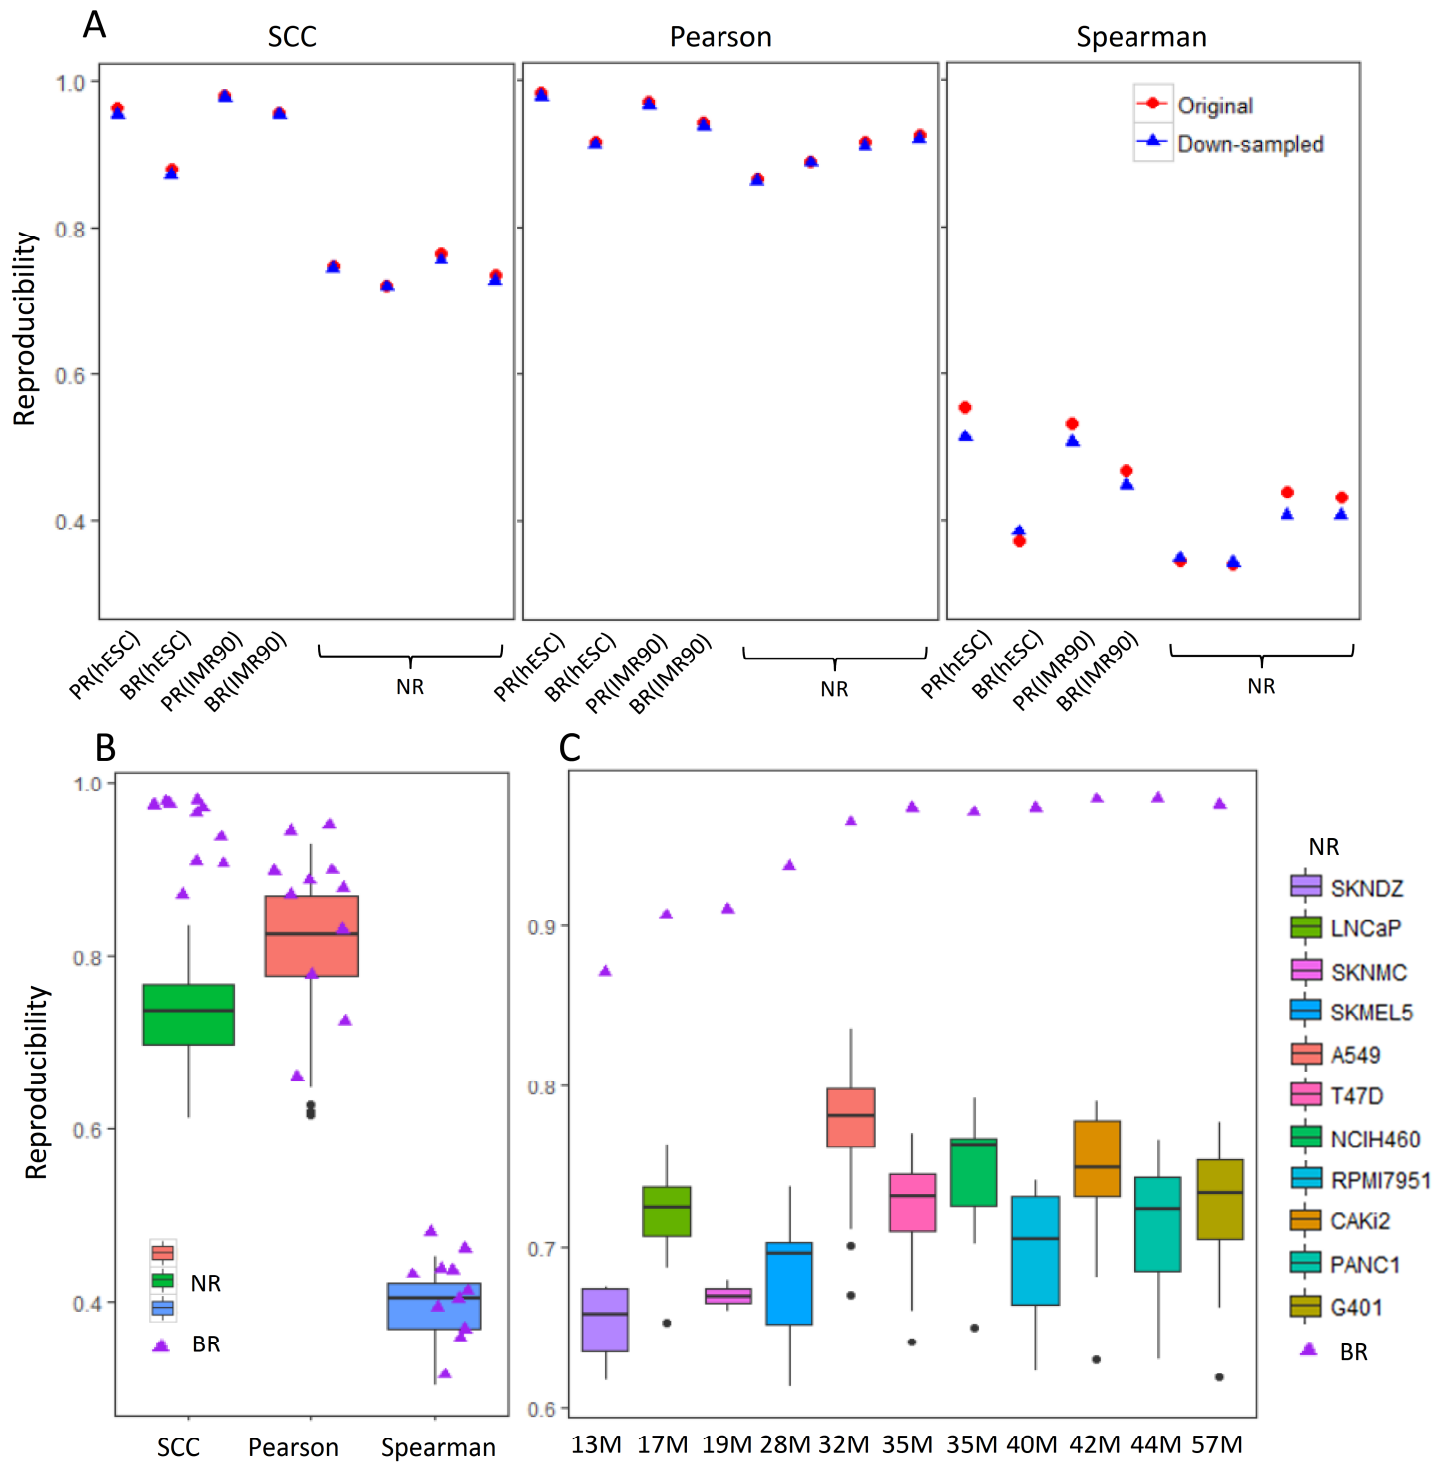 A
SCC
Pearson
Spearman
Reproducibility
1.0
0.8
0.6
0.4
Original
Down-sampled
PR(hESC)
BR(hESC)
PR(IMR90)
BR(IMR90)
NR
PR(hESC)
BR(hESC)
PR(IMR90)
BR(IMR90)
NR
PR(hESC)
BR(hESC)
PR(IMR90)
BR(IMR90)
NR
B
Reproducibility
1.0
0.8
0.6
0.4
NR
BR
SCC
Pearson
Spearman
C
0.9
0.8
0.7
0.6
13M
17M
19M
28M
32M
35M
35M
40M
42M
44M
57M
NR
SKNDZ
LNCaP
SKNMC
SKMEL5
A549
T47D
NCIH460
RPMI7951
CAKi2
PANC1
G401
BR